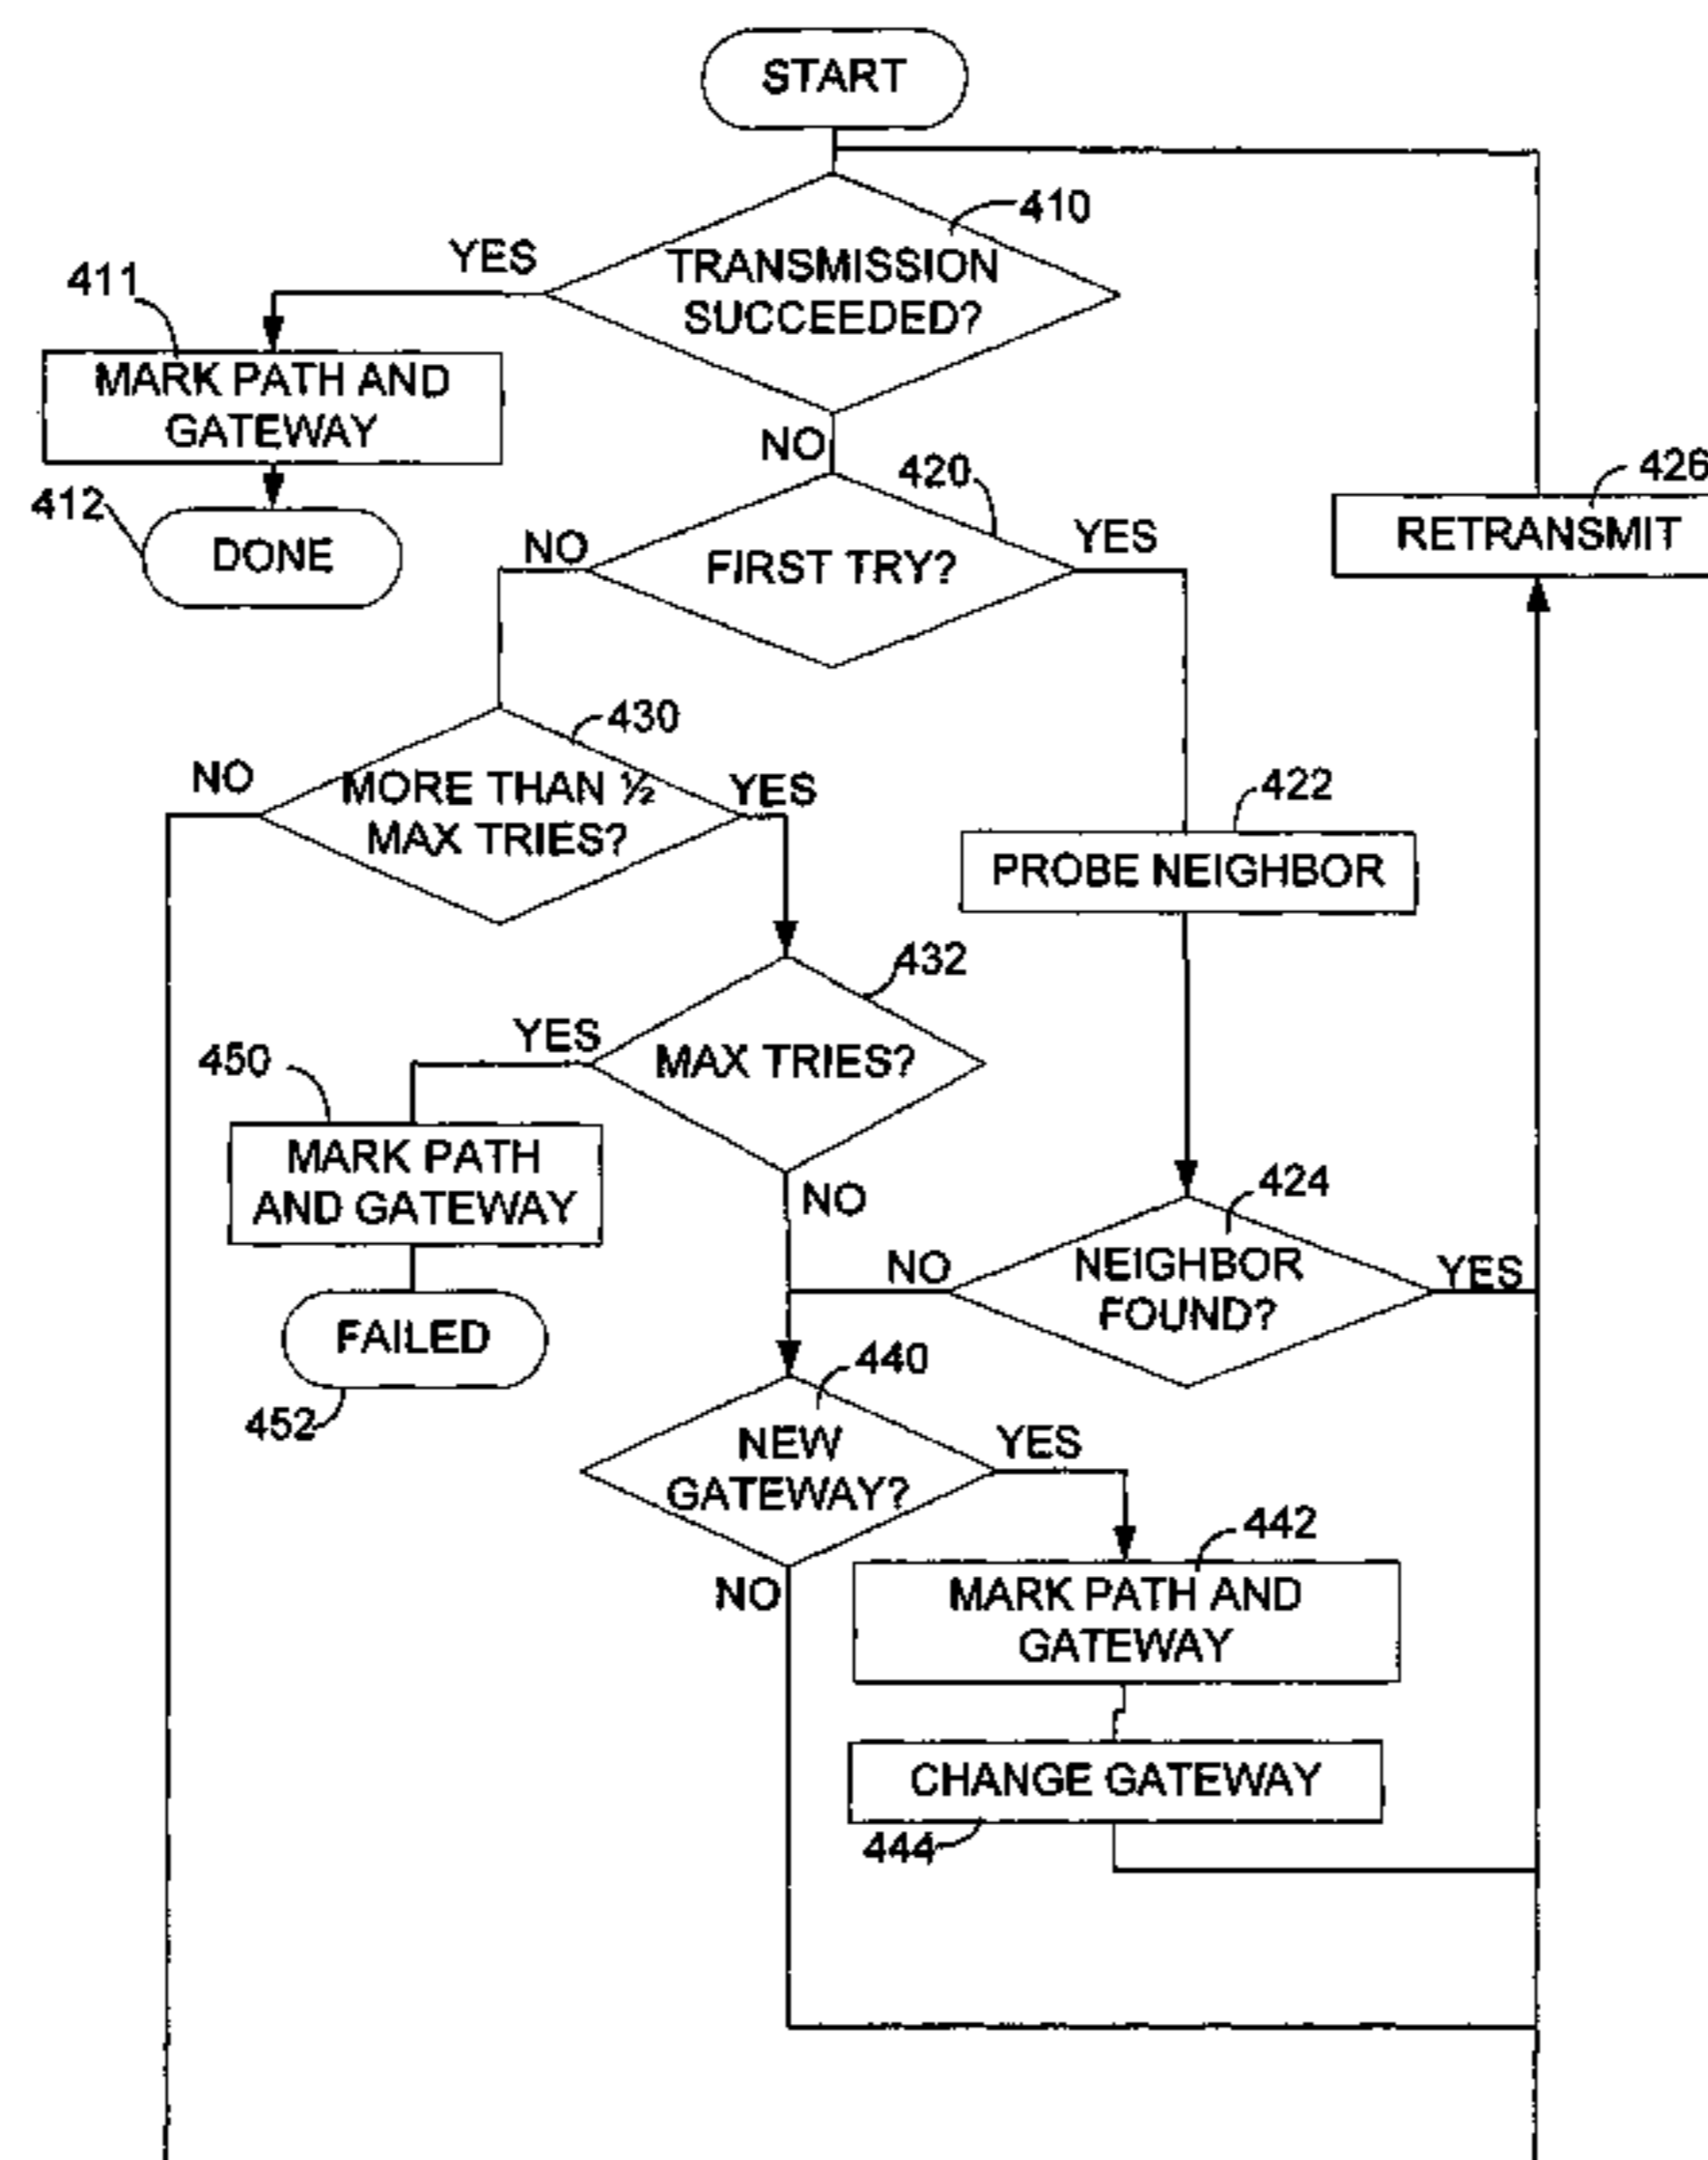 START
410
TRANSMISSION
SUCCEEDED?
YES
411
MARK PATH AND
GATEWAY
412
DONE
NO
420
FIRST TRY?
NO
YES
426
RETRANSMIT
430
MORE THAN ½
MAX TRIES?
NO
YES
422
PROBE NEIGHBOR
432
MAX TRIES?
YES
450
MARK PATH
AND GATEWAY
FAILED
452
NO
424
NEIGHBOR
FOUND?
NO
YES
440
NEW
GATEWAY?
YES
NO
442
MARK PATH AND
GATEWAY
CHANGE GATEWAY
444